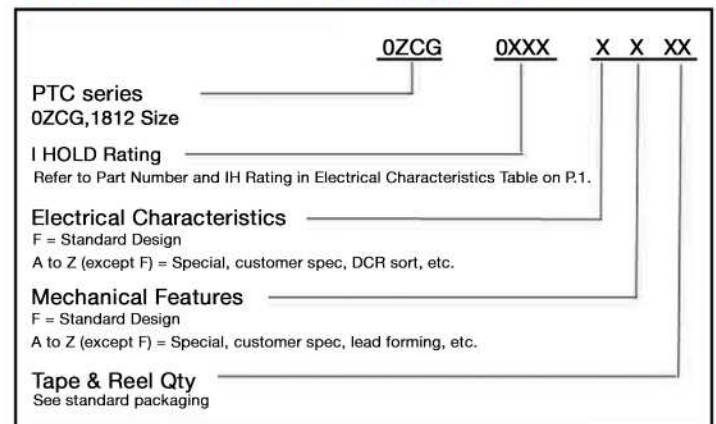 0ZCG 0XXX X X XX
PTC series
0ZCG,1812 Size
I HOLD Rating
Refer to Part Number and IH Rating in Electrical Characteristics Table on P.1.
Electrical Characteristics
F = Standard Design
A to Z (except F) = Special, customer spec, DCR sort, etc.
Mechanical Features
F = Standard Design
A to Z (except F) = Special, customer spec, lead forming, etc.
Tape & Reel Qty
See standard packaging